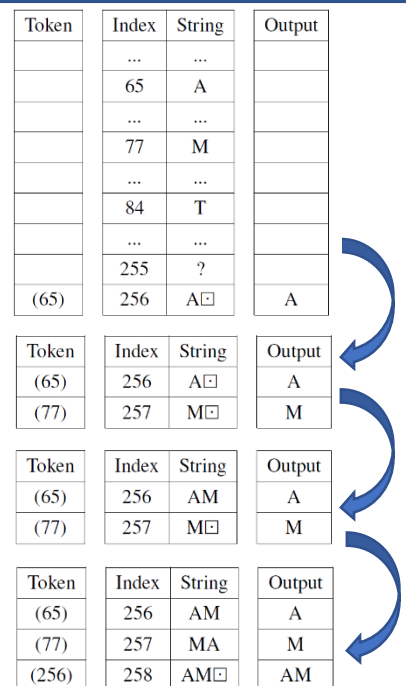 Token Index String Output
... ...
65 A
... ...
77 M
... ...
84 T
... ...
255 ?
(65) 256 A⊡ A
Token Index String Output
(65) 256 A⊡ A
(77) 257 M⊡ M
Token Index String Output
(65) 256 AM A
(77) 257 M⊡ M
Token Index String Output
(65) 256 AM A
(77) 257 MA M
(256) 258 AM⊡ AM